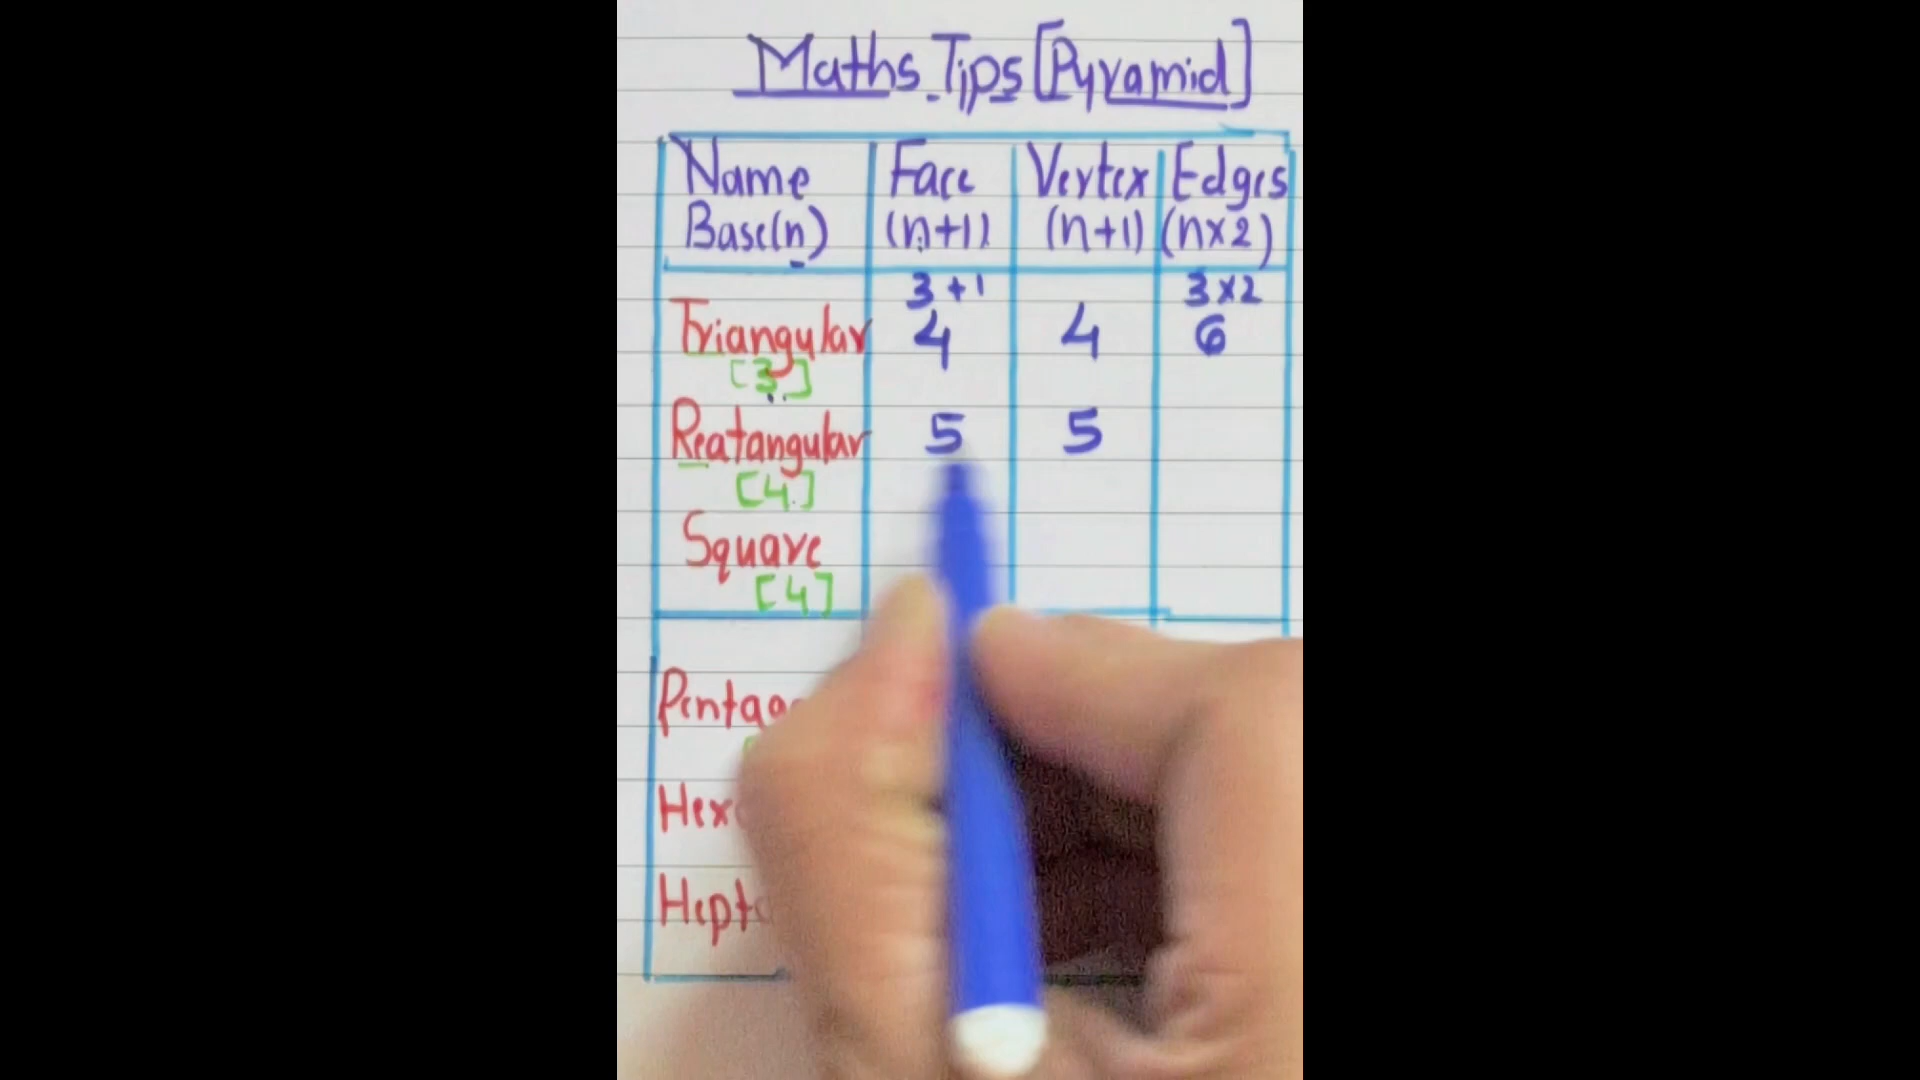 Maths Tips [Pyramid]
Name Face Vertex Edges
Base(n) (n+1) (n+1) (n×2)
3+1 3×2
Triangular 4 4 6
[3]
Reatangular 5 5
[4]
Square
[4]